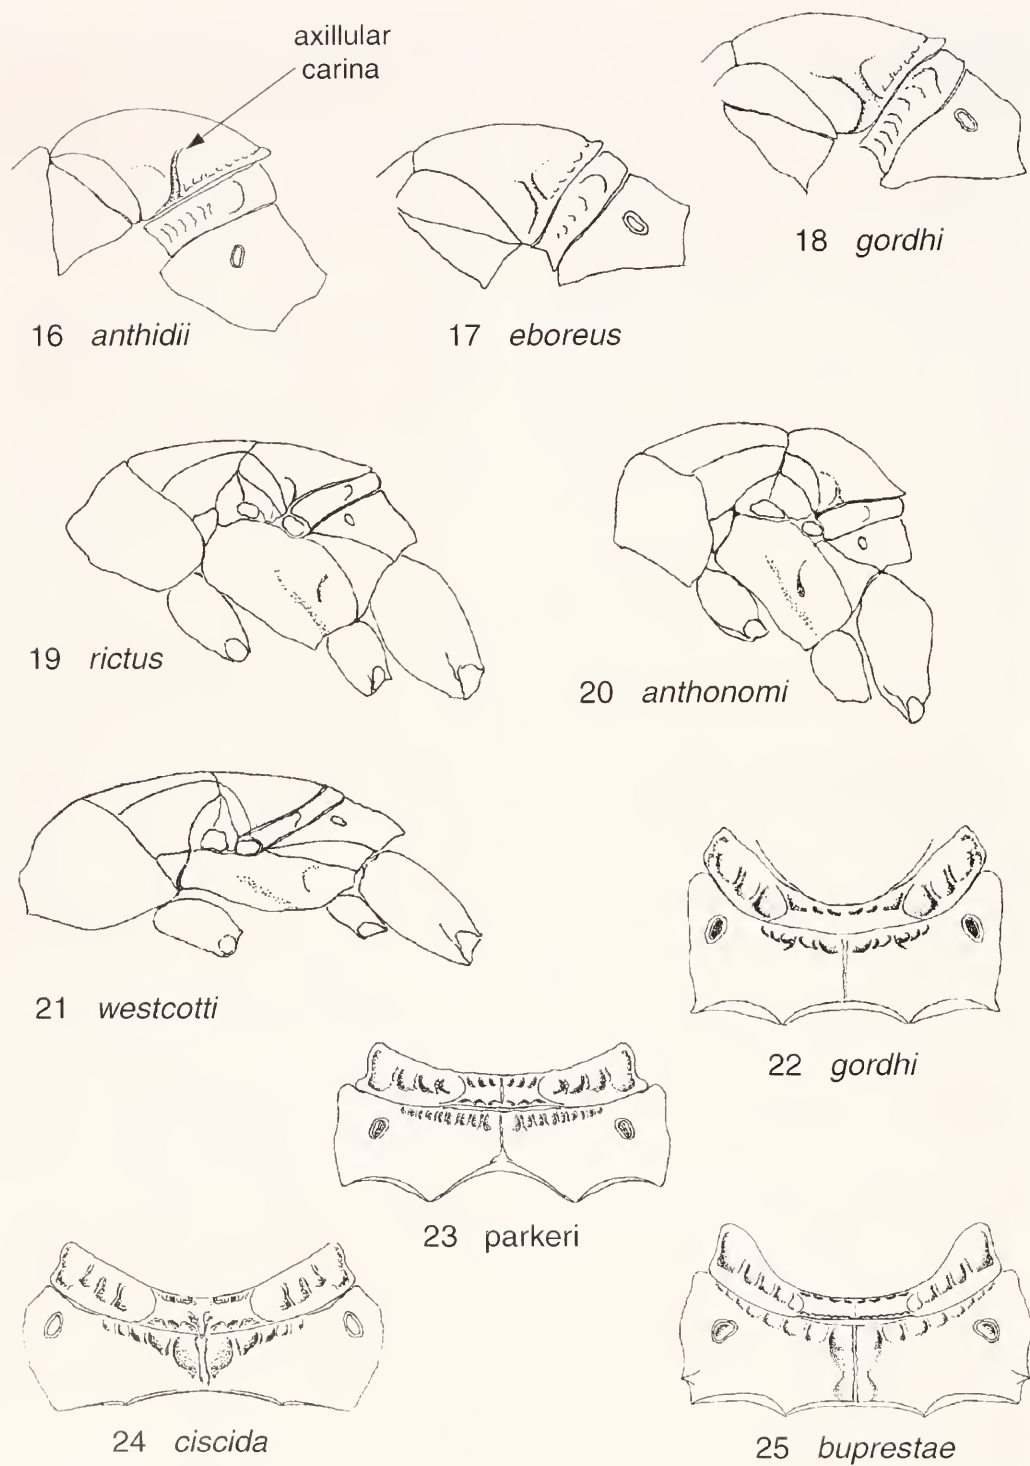 axillular
carina
16 anthidii
17 eboreus
18 gordhi
19 rictus
20 anthonomi
21 westcotti
22 gordhi
23 parkeri
24 ciscida
25 buprestae